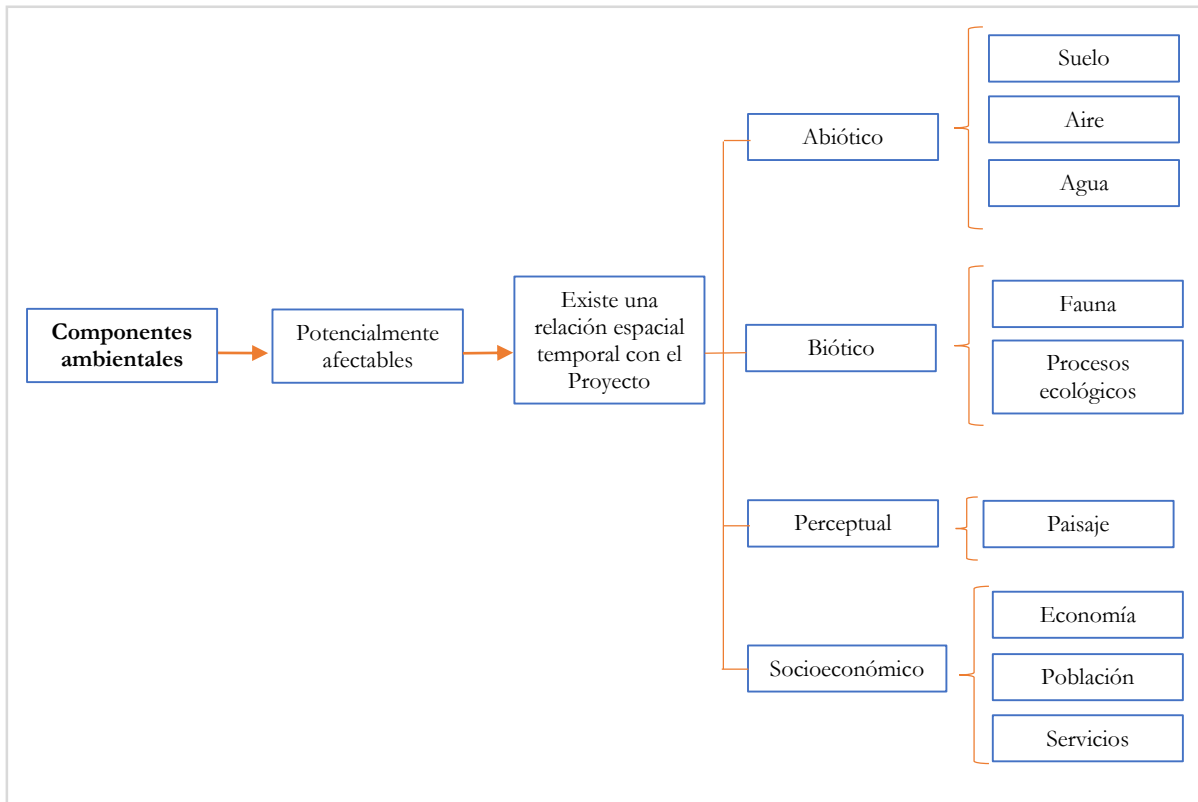 Componentes
ambientales
Potencialmente
afectables
Existe una
relación espacial
temporal con el
Proyecto
Abiótico
Suelo
Aire
Agua
Biótico
Fauna
Procesos
ecológicos
Perceptual
Paisaje
Socioeconómico
Economía
Población
Servicios